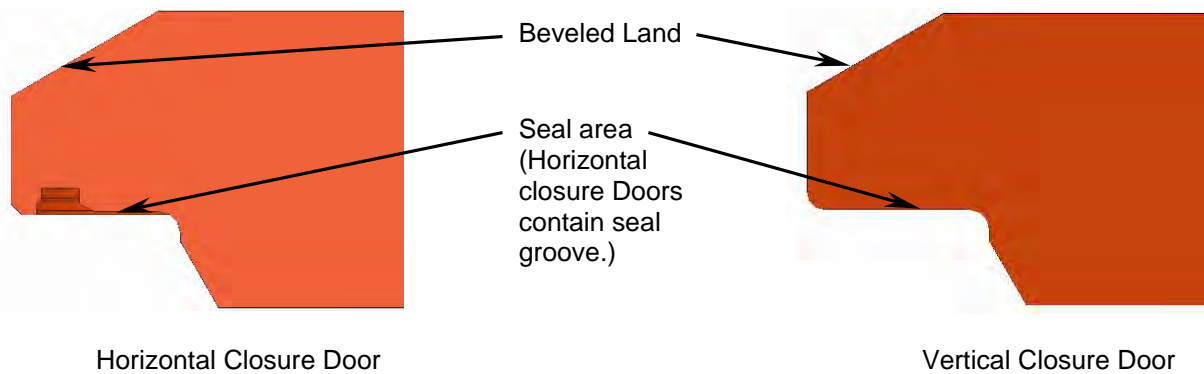 Beveled Land
Seal area
(Horizontal
closure Doors
contain seal
groove.)
Horizontal Closure Door
Vertical Closure Door